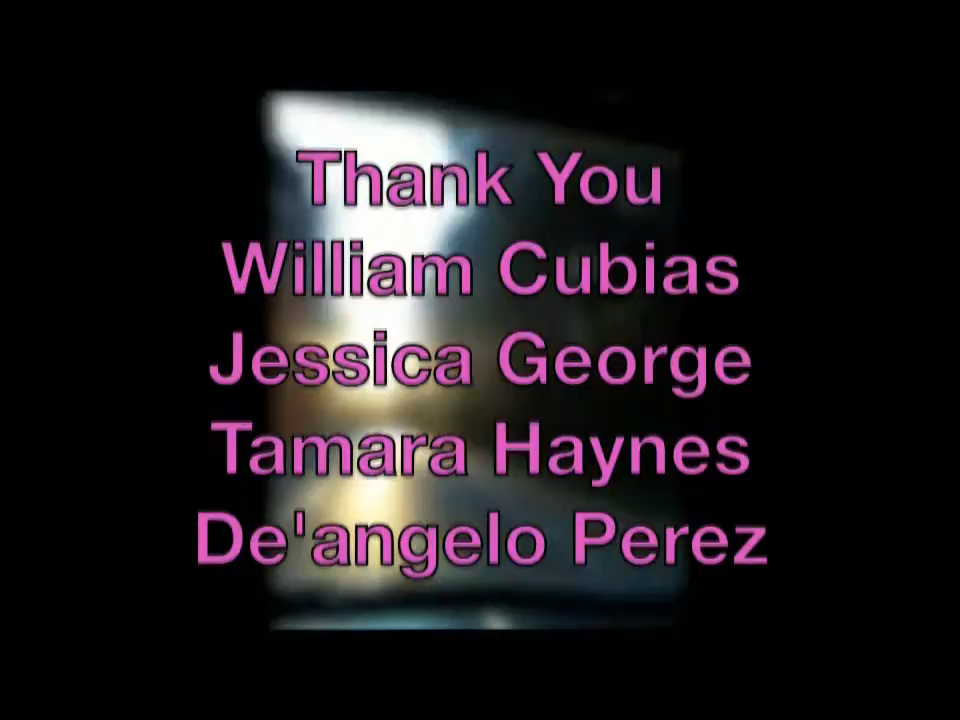 Thank You
William Cubias
Jessica George
Tamara Haynes
De'angelo Perez